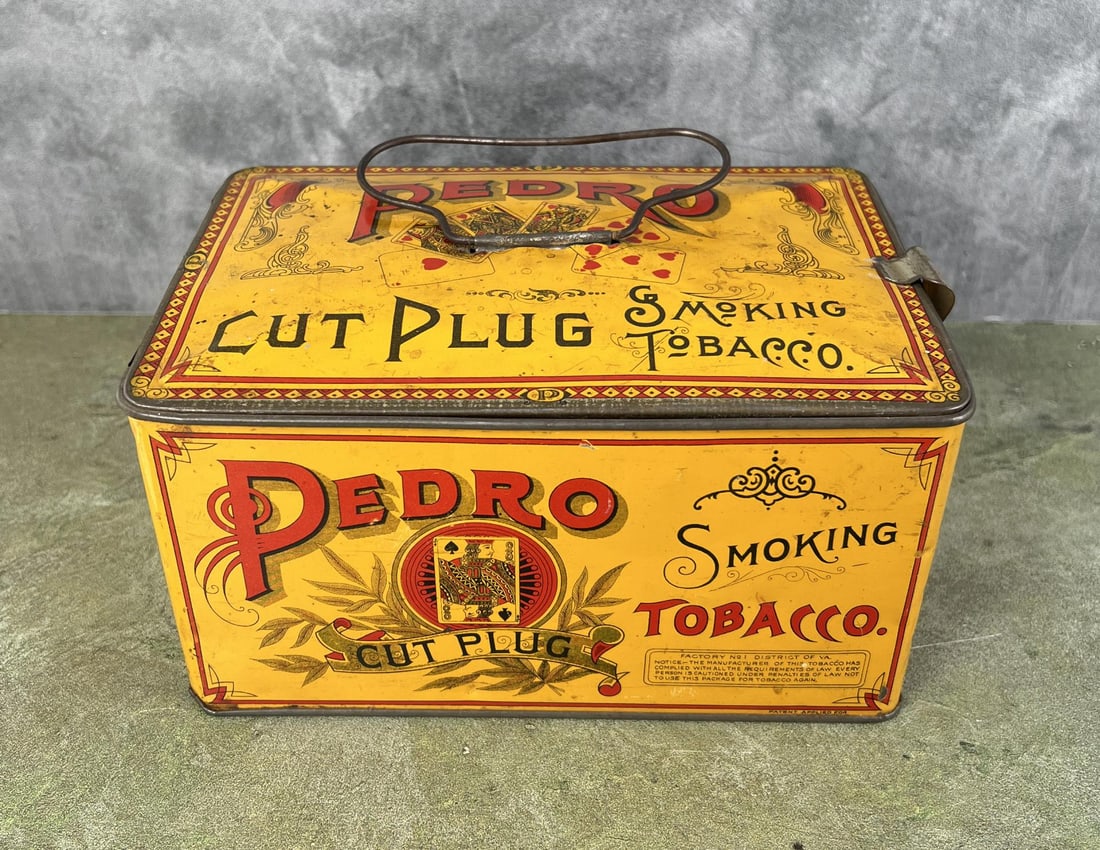 PEDRO
CUT PLUG
SMOKING
TOBACCO.
P
PEDRO
CUT PLUG
SMOKING
TOBACCO.
FACTORY NO. 1 DISTRICT OF VA.
NOTICE—THE MANUFACTURER OF THIS TOBACCO HAS
COMPLIED WITH ALL THE REQUIREMENTS OF LAW EVERY
PERSON IS CAUTIONED UNDER PENALTIES OF LAW NOT
TO USE THIS PACKAGE FOR TOBACCO AGAIN.
PATENT APPLIED FOR